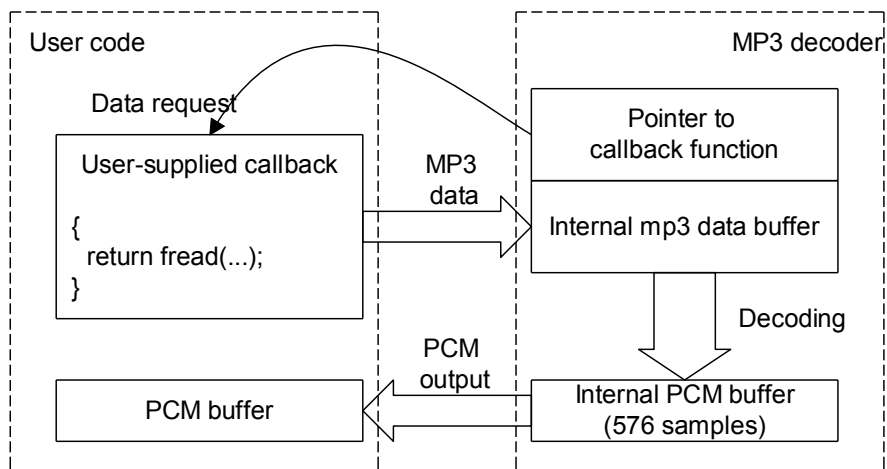 User code
MP3 decoder
Data request
Pointer to
callback function
User-supplied callback
{
return fread(...);
}
MP3
data
Internal mp3 data buffer
Decoding
PCM
output
PCM buffer
Internal PCM buffer
(576 samples)